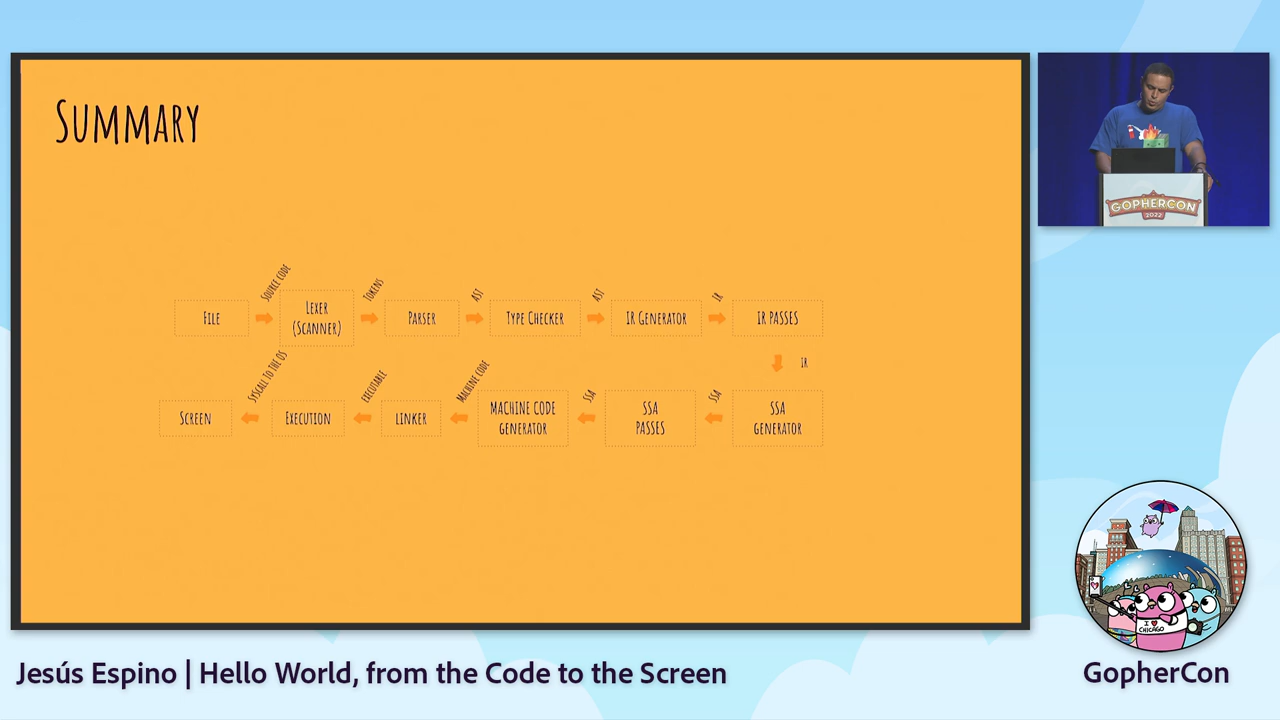 SUMMARY
SOURCE CODE
TOKENS
AST
AST
IR
FILE
LEXER
(SCANNER)
PARSER
TYPE CHECKER
IR GENERATOR
IR PASSES
IR
SYSCALL TO THE OS
EXECUTABLE
MACHINE CODE
SSA
SSA
SCREEN
EXECUTION
LINKER
MACHINE CODE
GENERATOR
SSA
PASSES
SSA
GENERATOR
GOPHERCON
2022
I ♥
CHICAGO
Jesús Espino | Hello World, from the Code to the Screen
GopherCon